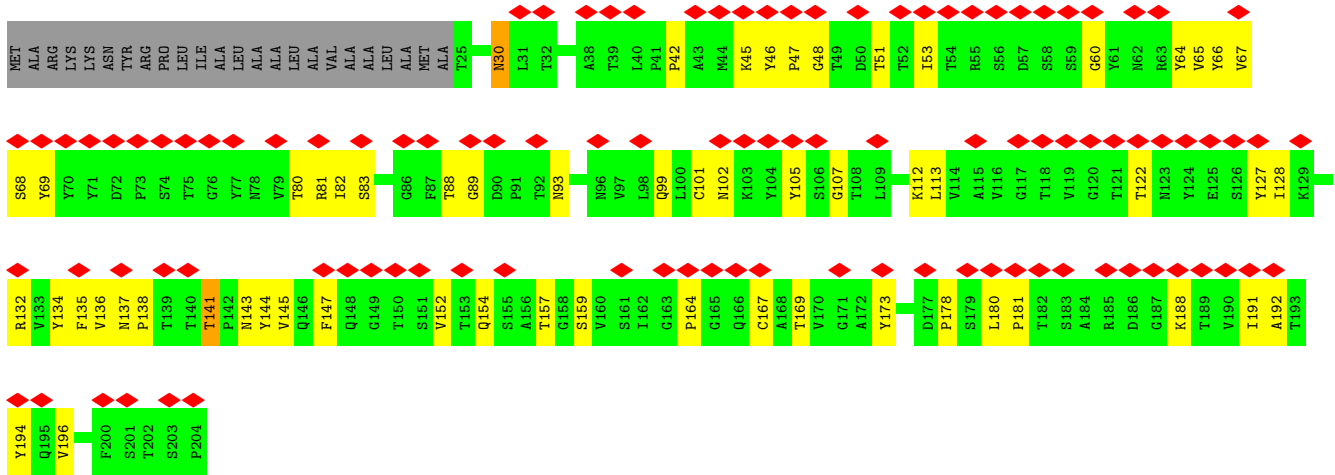 MET ALA ARG LYS LYS ASN TYR ARG PRO LEU ILE ALA LEU ALA ALA LEU ALA VAL ALA ALA LEU ALA MET ALA T25 N30 L31 T32 A38 T39 L40 P41 P42 A43 M44 K45 Y46 P47 G48 T49 D50 T51 T52 I53 T54 R55 S56 D57 S58 S59 G60 Y61 N62 R63 Y64 V65 Y66 V67
S68 Y69 Y70 Y71 D72 P73 S74 T75 G76 Y77 N78 V79 T80 R81 I82 S83 G86 F87 T88 G89 D90 P91 T92 N93 N96 V97 L98 Q99 L100 C101 N102 K103 Y104 Y105 S106 G107 T108 L109 K112 L113 V114 A115 V116 G117 T118 V119 G120 T121 T122 N123 Y124 E125 S126 Y127 I128 K129
R132 V133 Y134 F135 V136 N137 P138 T139 T140 T141 P142 N143 Y144 V145 Q146 F147 Q148 G149 T150 S151 V152 T153 Q154 S155 A156 T157 G158 S159 V160 S161 I162 G163 P164 G165 Q166 C167 A168 T169 V170 G171 A172 Y173 D177 P178 S179 L180 P181 T182 S183 A184 R185 D186 G187 K188 T189 V190 I191 A192 T193
Y194 Q195 V196 F200 S201 T202 S203 P204